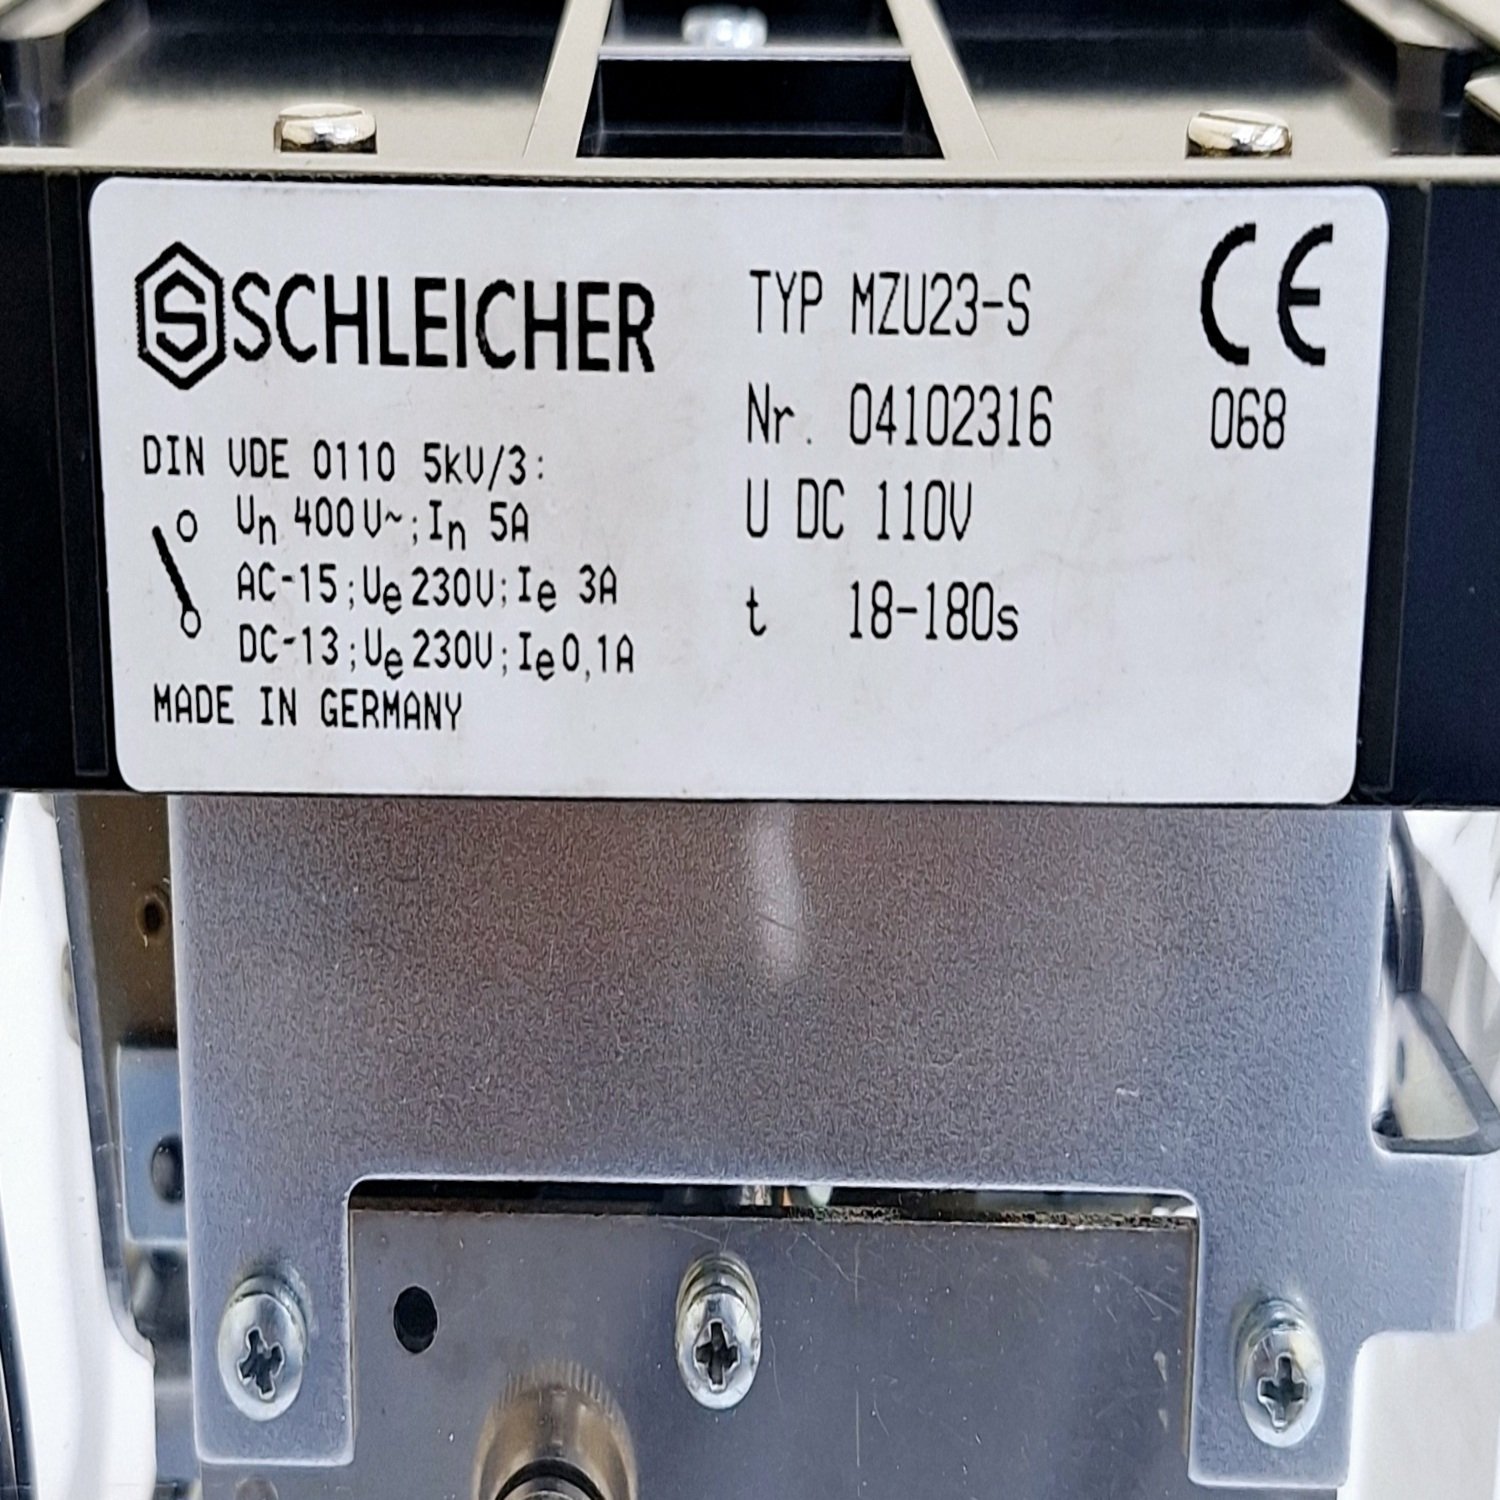 SCHLEICHER
DIN VDE 0110 5kV/3:
Un 400V~; In 5A
AC-15; Ue 230V; Ie 3A
DC-13; Ue 230V; Ie 0,1A
MADE IN GERMANY
TYP MZU23-S
Nr. 04102316
U DC 110V
t 18-180s
CE
068